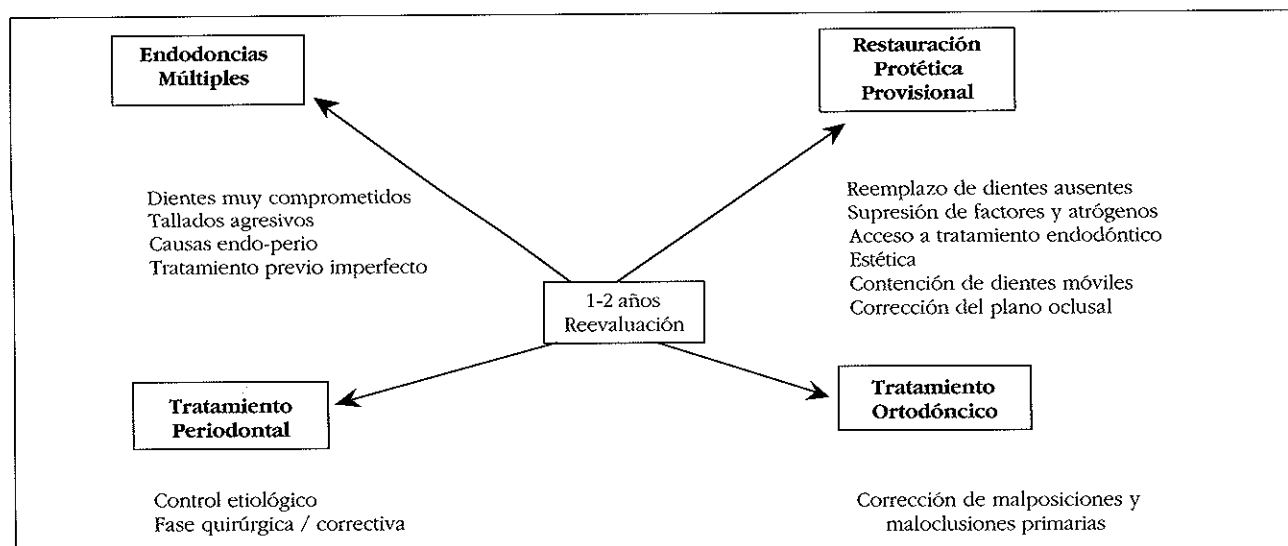 Endodoncias
Múltiples
Restauración
Protética
Provisional
Dientes muy comprometidos
Tallados agresivos
Causas endo-perio
Tratamiento previo imperfecto
Reemplazo de dientes ausentes
Supresión de factores y atrógenos
Acceso a tratamiento endodóntico
Estética
Contención de dientes móviles
Corrección del plano oclusal
1-2 años
Reevaluación
Tratamiento
Periodontal
Tratamiento
Ortodóncico
Control etiológico
Fase quirúrgica / correctiva
Corrección de malposiciones y
maloclusiones primarias